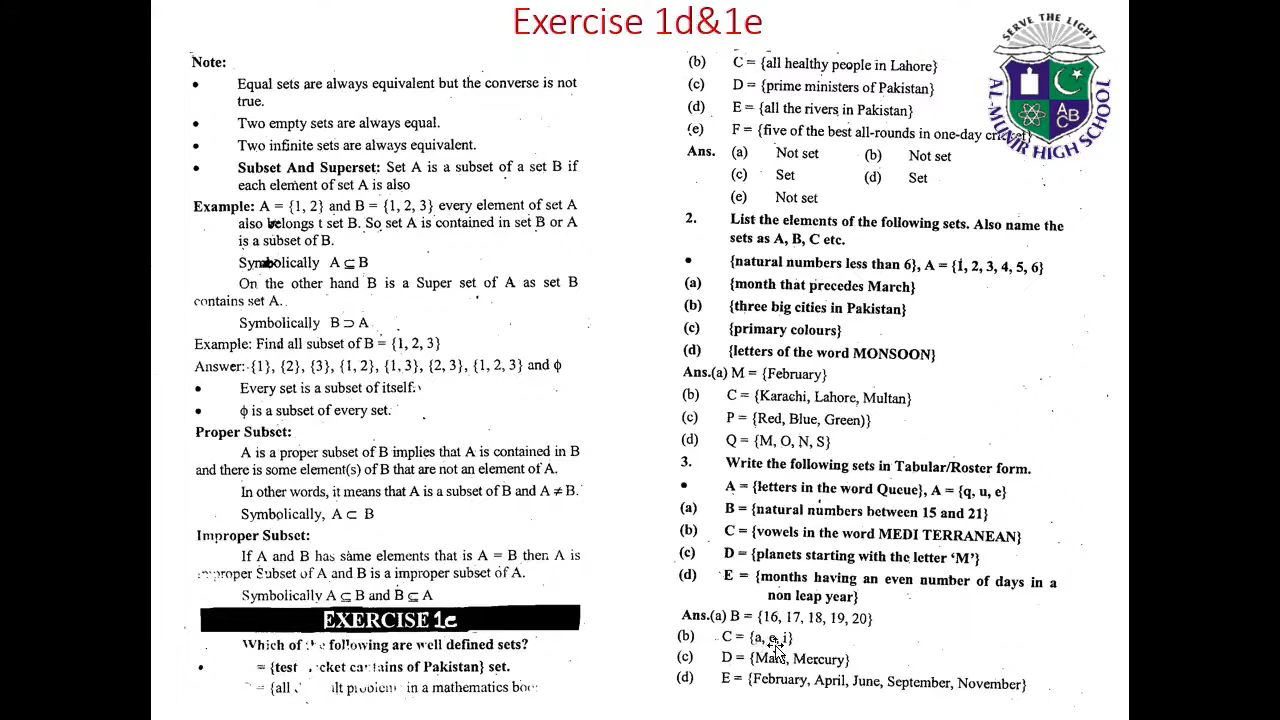 Exercise 1d&1e
Note:
• Equal sets are always equivalent but the converse is not
true.
• Two empty sets are always equal.
• Two infinite sets are always equivalent.
• Subset And Superset: Set A is a subset of a set B if
each element of set A is also
Example: A = {1, 2} and B = {1, 2, 3} every element of set A
also belongs t set B. So set A is contained in set B or A
is a subset of B.
Symbolically A ⊆ B
On the other hand B is a Super set of A as set B
contains set A.
Symbolically B ⊃ A
Example: Find all subset of B = {1, 2, 3}
Answer: {1}, {2}, {3}, {1, 2}, {1, 3}, {2, 3}, {1, 2, 3} and ϕ
• Every set is a subset of itself.
• ϕ is a subset of every set.
Proper Subset:
A is a proper subset of B implies that A is contained in B
and there is some element(s) of B that are not an element of A.
In other words, it means that A is a subset of B and A ≠ B.
Symbolically, A ⊂ B
Improper Subset:
If A and B has same elements that is A = B then A is
improper Subset of A and B is a improper subset of A.
Symbolically A ⊆ B and B ⊆ A
EXERCISE 1e
Which of the following are well defined sets?
• = {test cricket captains of Pakistan} set.
= {all problems in a mathematics
(b) C = {all healthy people in Lahore}
(c) D = {prime ministers of Pakistan}
(d) E = {all the rivers in Pakistan}
(e) F = {five of the best all-rounds in one-day cricket}
Ans. (a) Not set (b) Not set
(c) Set (d) Set
(e) Not set
2. List the elements of the following sets. Also name the
sets as A, B, C etc.
• {natural numbers less than 6}, A = {1, 2, 3, 4, 5, 6}
(a) {month that precedes March}
(b) {three big cities in Pakistan}
(c) {primary colours}
(d) {letters of the word MONSOON}
Ans.(a) M = {February}
(b) C = {Karachi, Lahore, Multan}
(c) P = {Red, Blue, Green)}
(d) Q = {M, O, N, S}
3. Write the following sets in Tabular/Roster form.
• A = {letters in the word Queue}, A = {q, u, e}
(a) B = {natural numbers between 15 and 21}
(b) C = {vowels in the word MEDI TERRANEAN}
(c) D = {planets starting with the letter ‘M’}
(d) E = {months having an even number of days in a
non leap year}
Ans.(a) B = {16, 17, 18, 19, 20}
(b) C = {a, e, i}
(c) D = {Mars, Mercury}
(d) E = {February, April, June, September, November}
SERVE THE LIGHT
ABC
AL-MUNIR HIGH SCHOOL